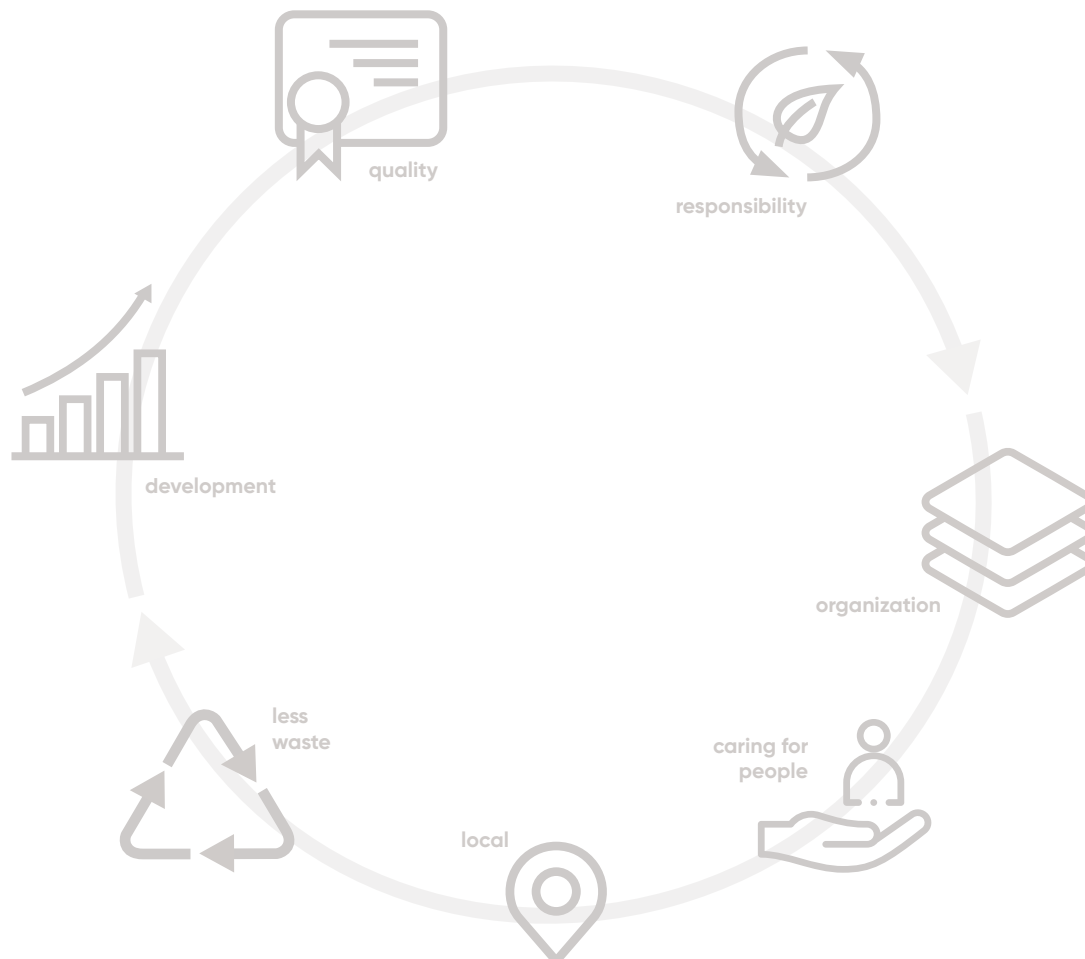 quality
responsibility
development
organization
less
waste
caring for
people
local